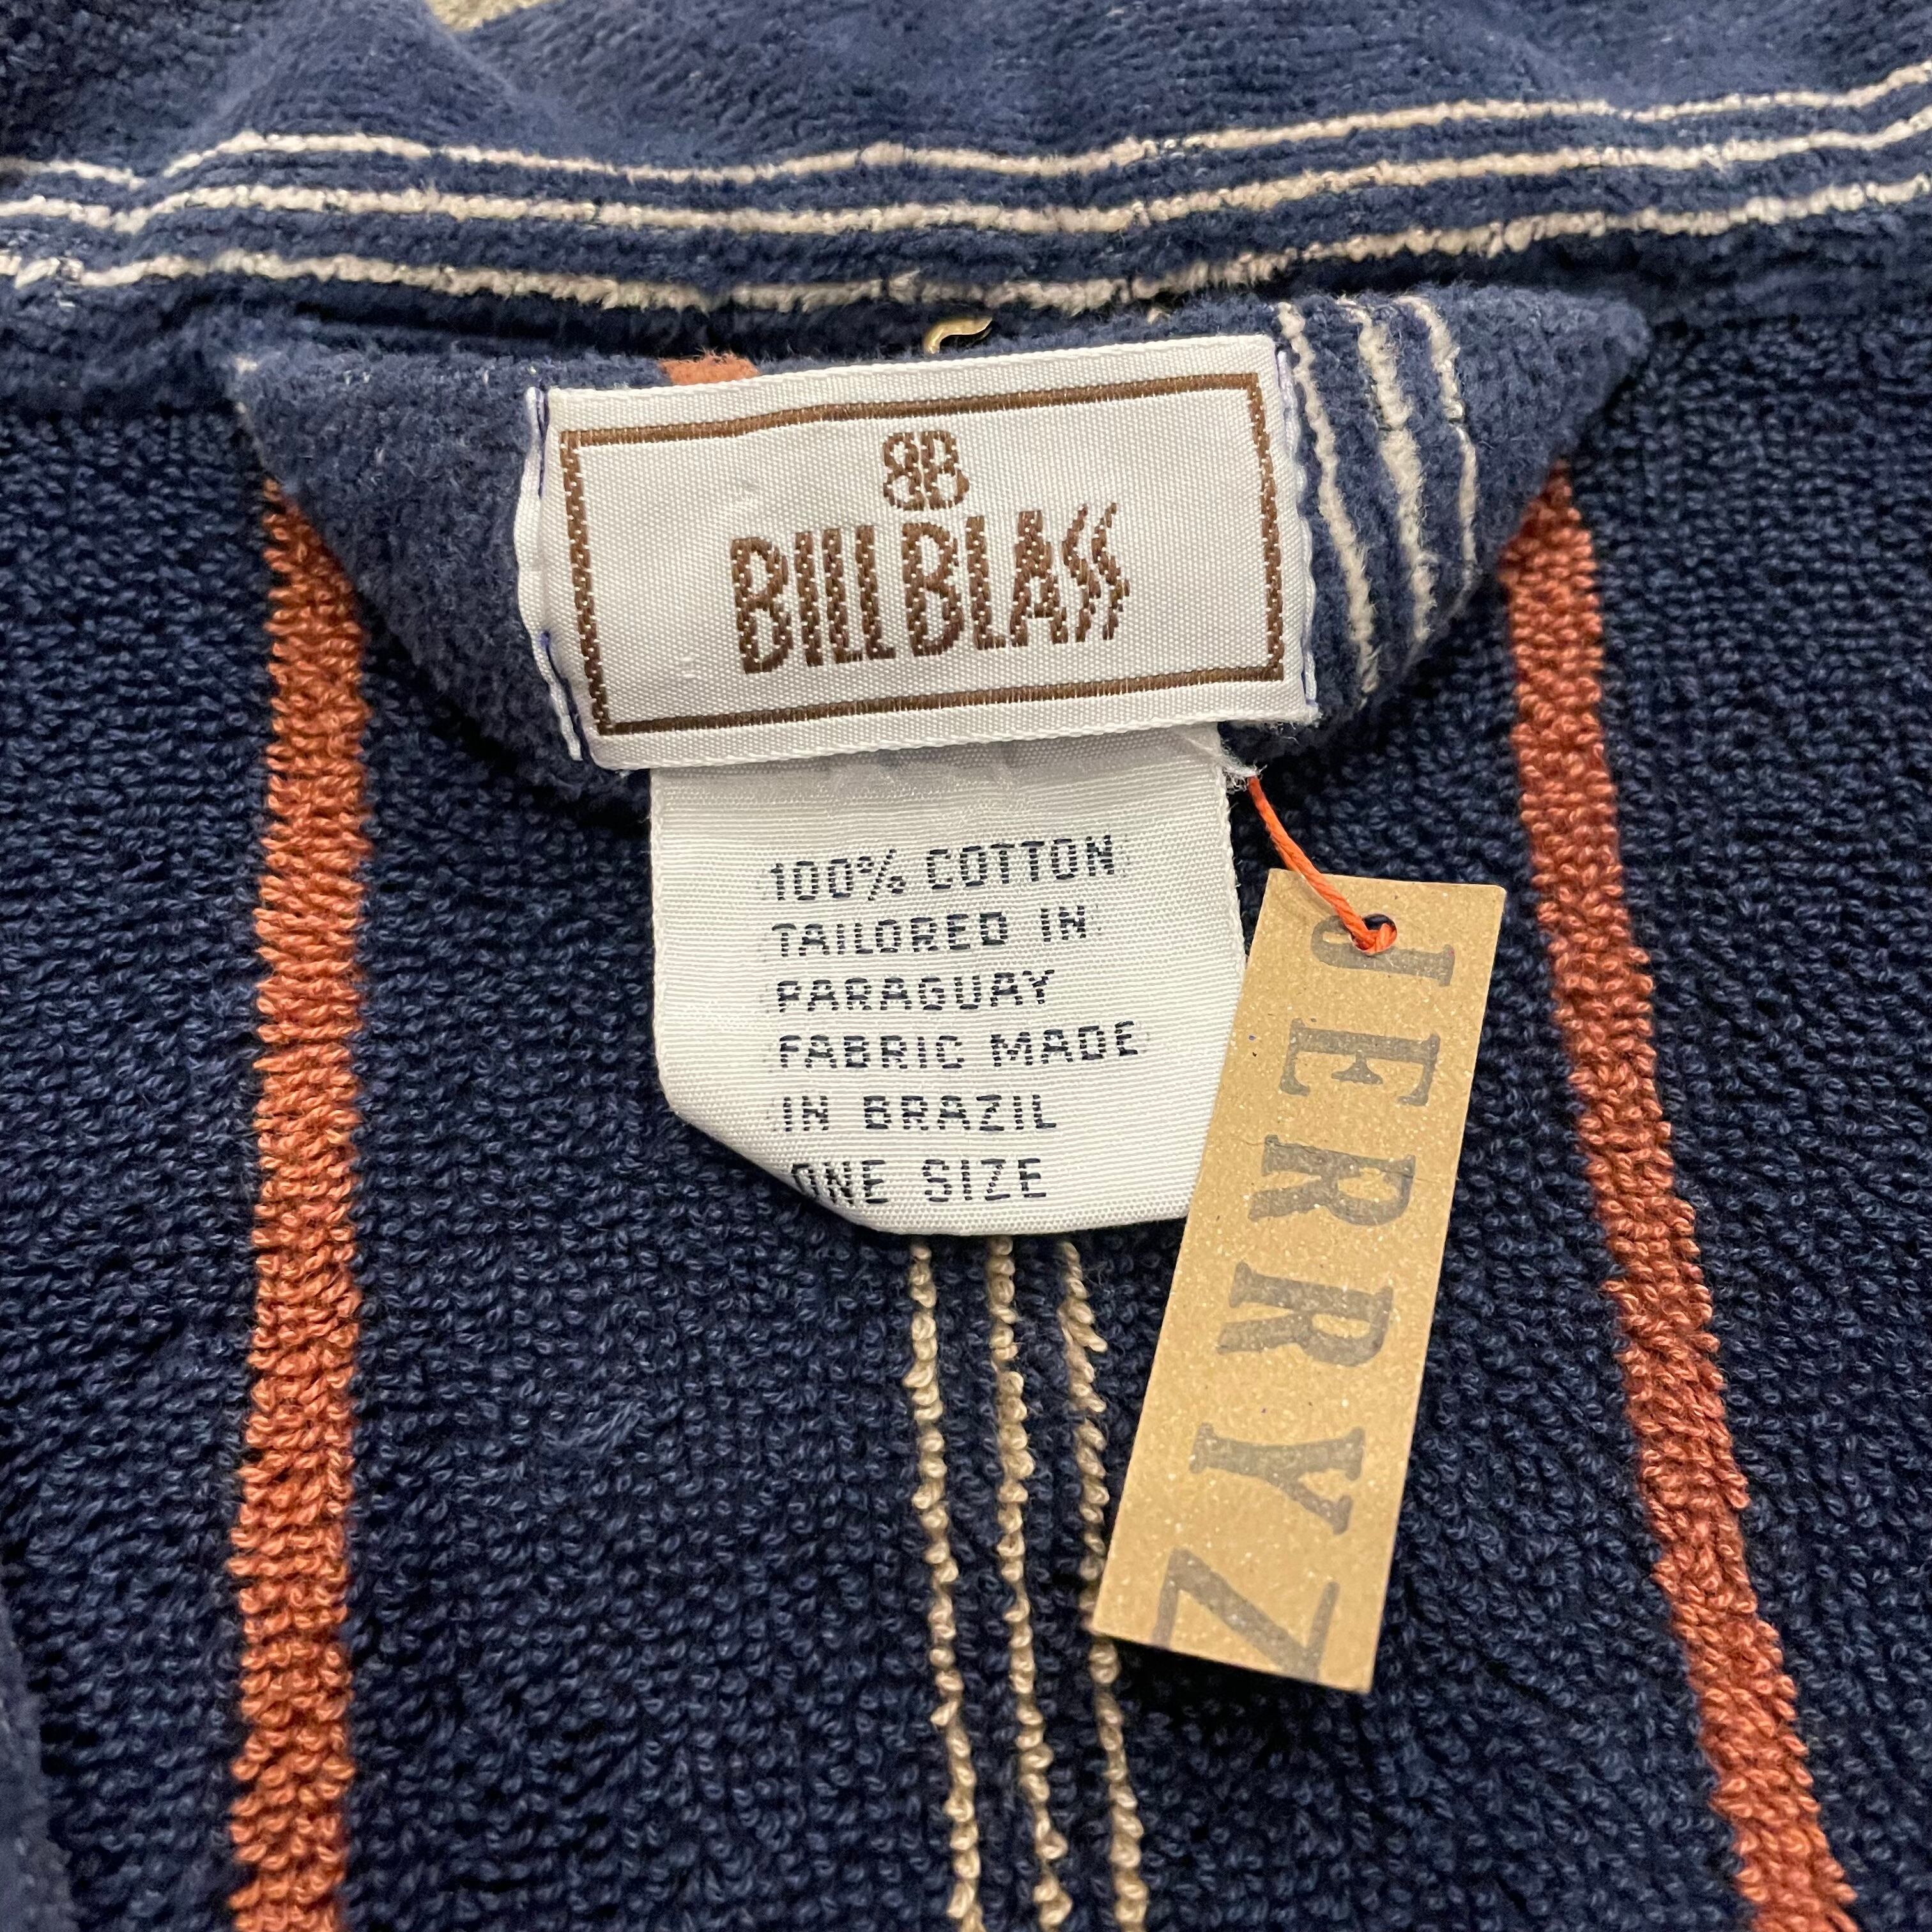 BB
BILL BLASS
100% COTTON
TAILORED IN
PARAGUAY
FABRIC MADE
IN BRAZIL
ONE SIZE
JERRYZ